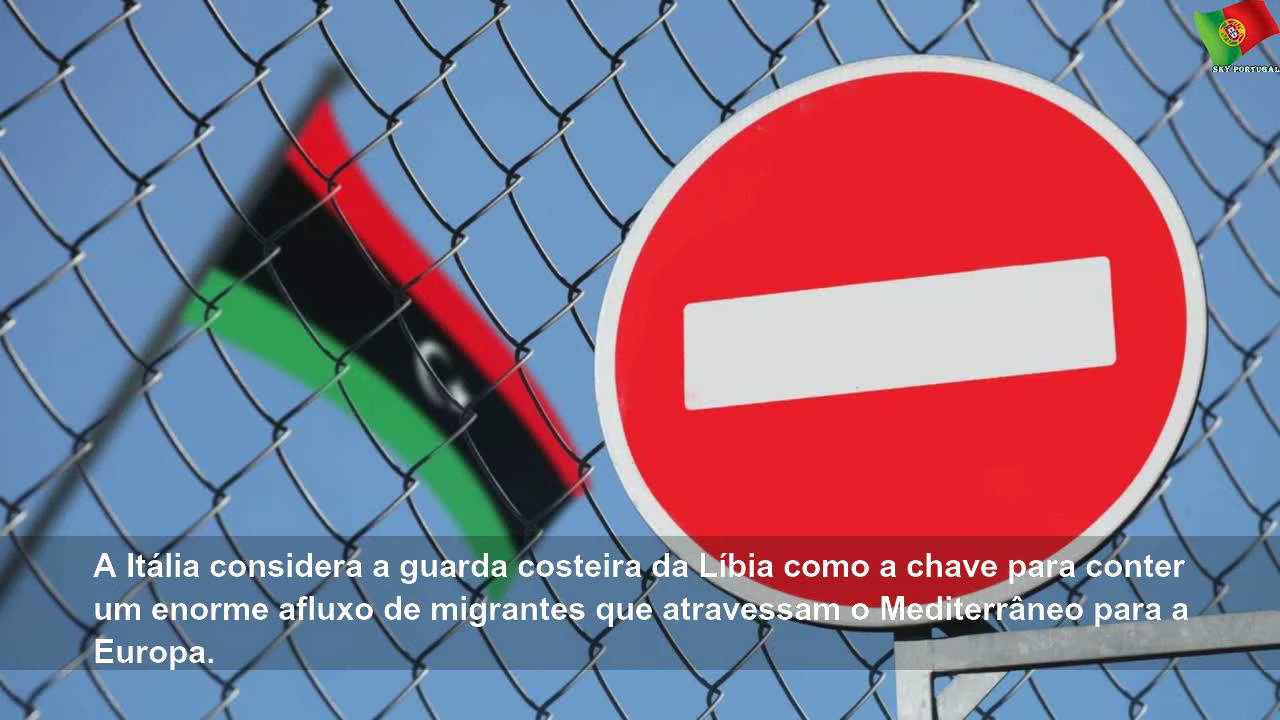 SKY PORTUGAL
A Itália considera a guarda costeira da Líbia como a chave para conter
um enorme afluxo de migrantes que atravessam o Mediterrâneo para a
Europa.